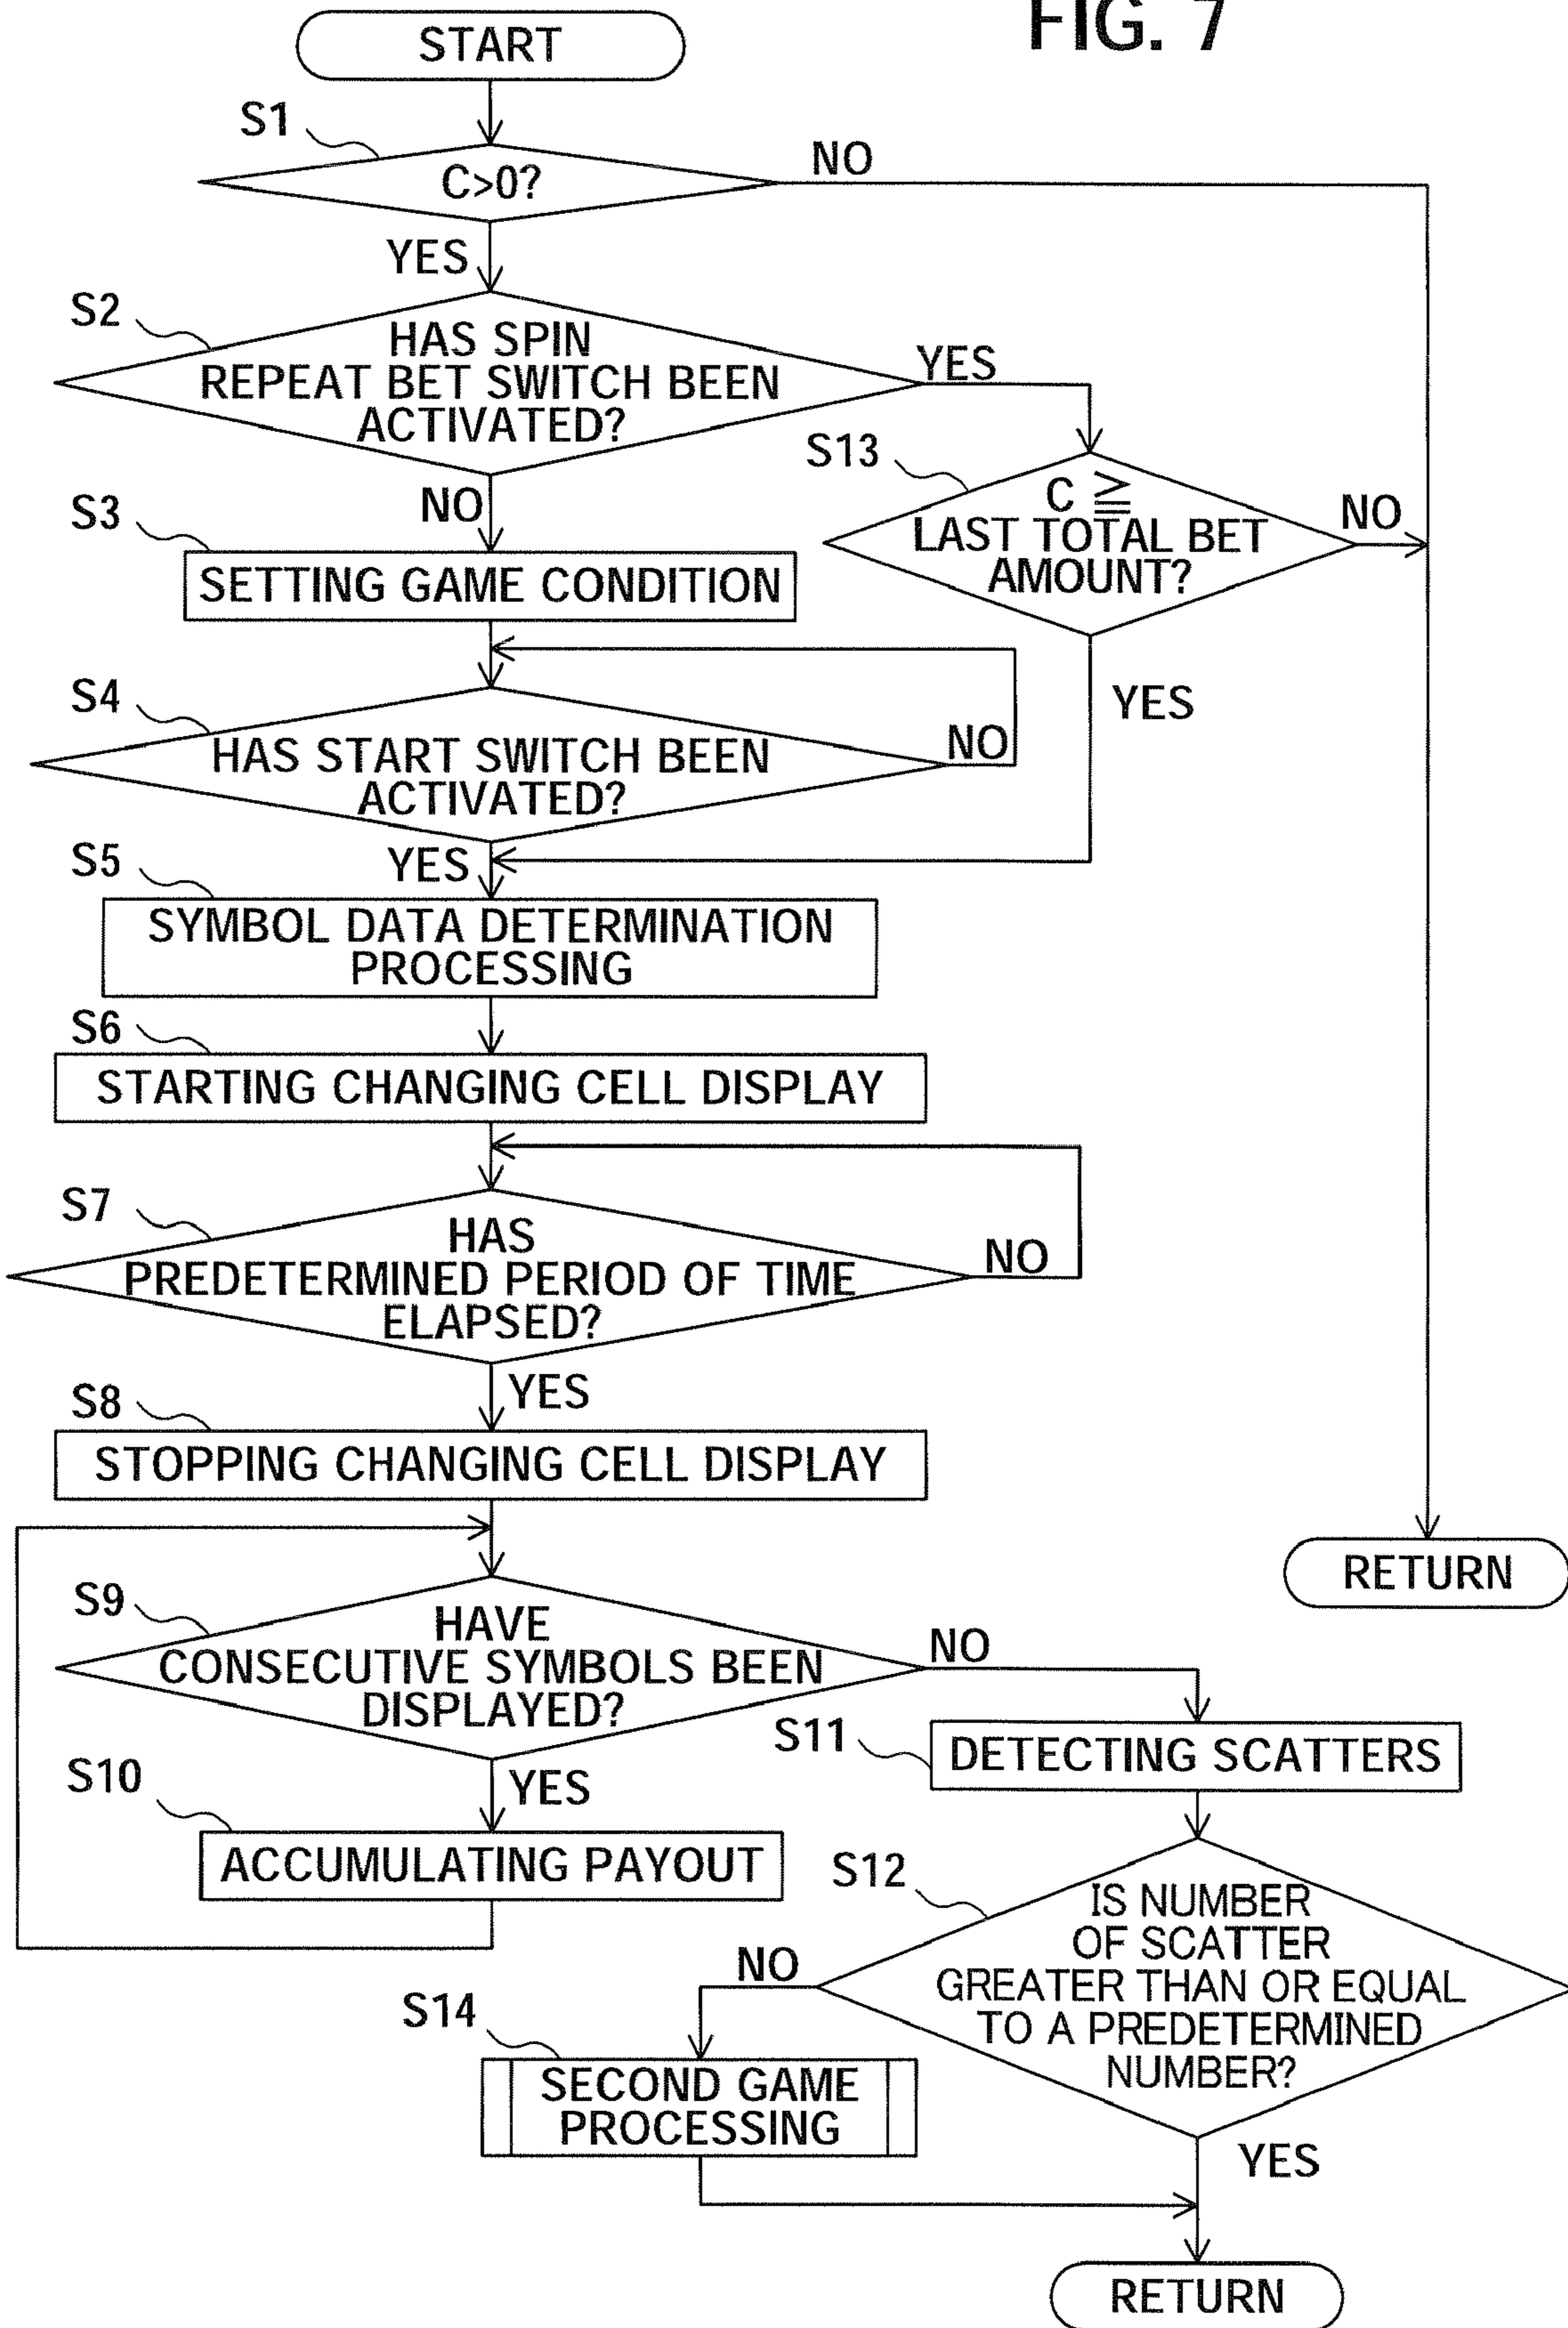 FIG. 7
START
S1
C>0?
NO
YES
S2
HAS SPIN
REPEAT BET SWITCH BEEN
ACTIVATED?
YES
NO
S13
C ≧
LAST TOTAL BET
AMOUNT?
NO
YES
S3
SETTING GAME CONDITION
S4
HAS START SWITCH BEEN
ACTIVATED?
NO
YES
S5
SYMBOL DATA DETERMINATION
PROCESSING
S6
STARTING CHANGING CELL DISPLAY
S7
HAS
PREDETERMINED PERIOD OF TIME
ELAPSED?
NO
YES
S8
STOPPING CHANGING CELL DISPLAY
RETURN
S9
HAVE
CONSECUTIVE SYMBOLS BEEN
DISPLAYED?
NO
YES
S10
ACCUMULATING PAYOUT
S11
DETECTING SCATTERS
S12
IS NUMBER
OF SCATTER
GREATER THAN OR EQUAL
TO A PREDETERMINED
NUMBER?
NO
YES
S14
SECOND GAME
PROCESSING
RETURN